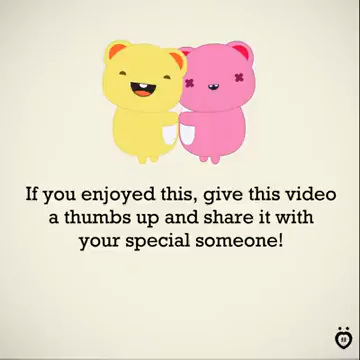 If you enjoyed this, give this video
a thumbs up and share it with
your special someone!